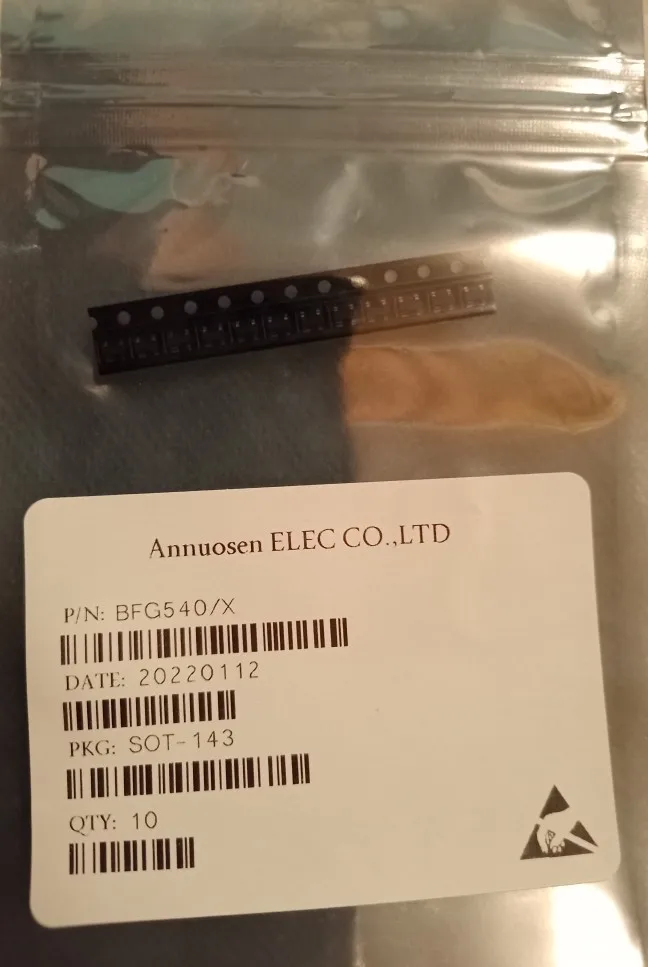 Annuosen ELEC CO.,LTD
P/N: BFG540/X
DATE: 20220112
PKG: SOT-143
QTY: 10